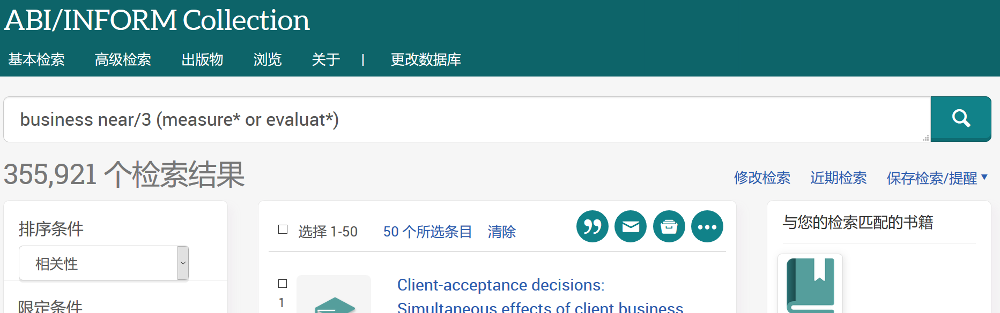 ABI/INFORM Collection
基本检索 高级检索 出版物 浏览 关于 | 更改数据库
business near/3 (measure* or evaluat*)
355,921 个检索结果
修改检索 近期检索 保存检索/提醒
排序条件
相关性
限定条件
选择 1-50 50 个所选条目 清除
1
Client-acceptance decisions:
Simultaneous effects of client business
与您的检索匹配的书籍